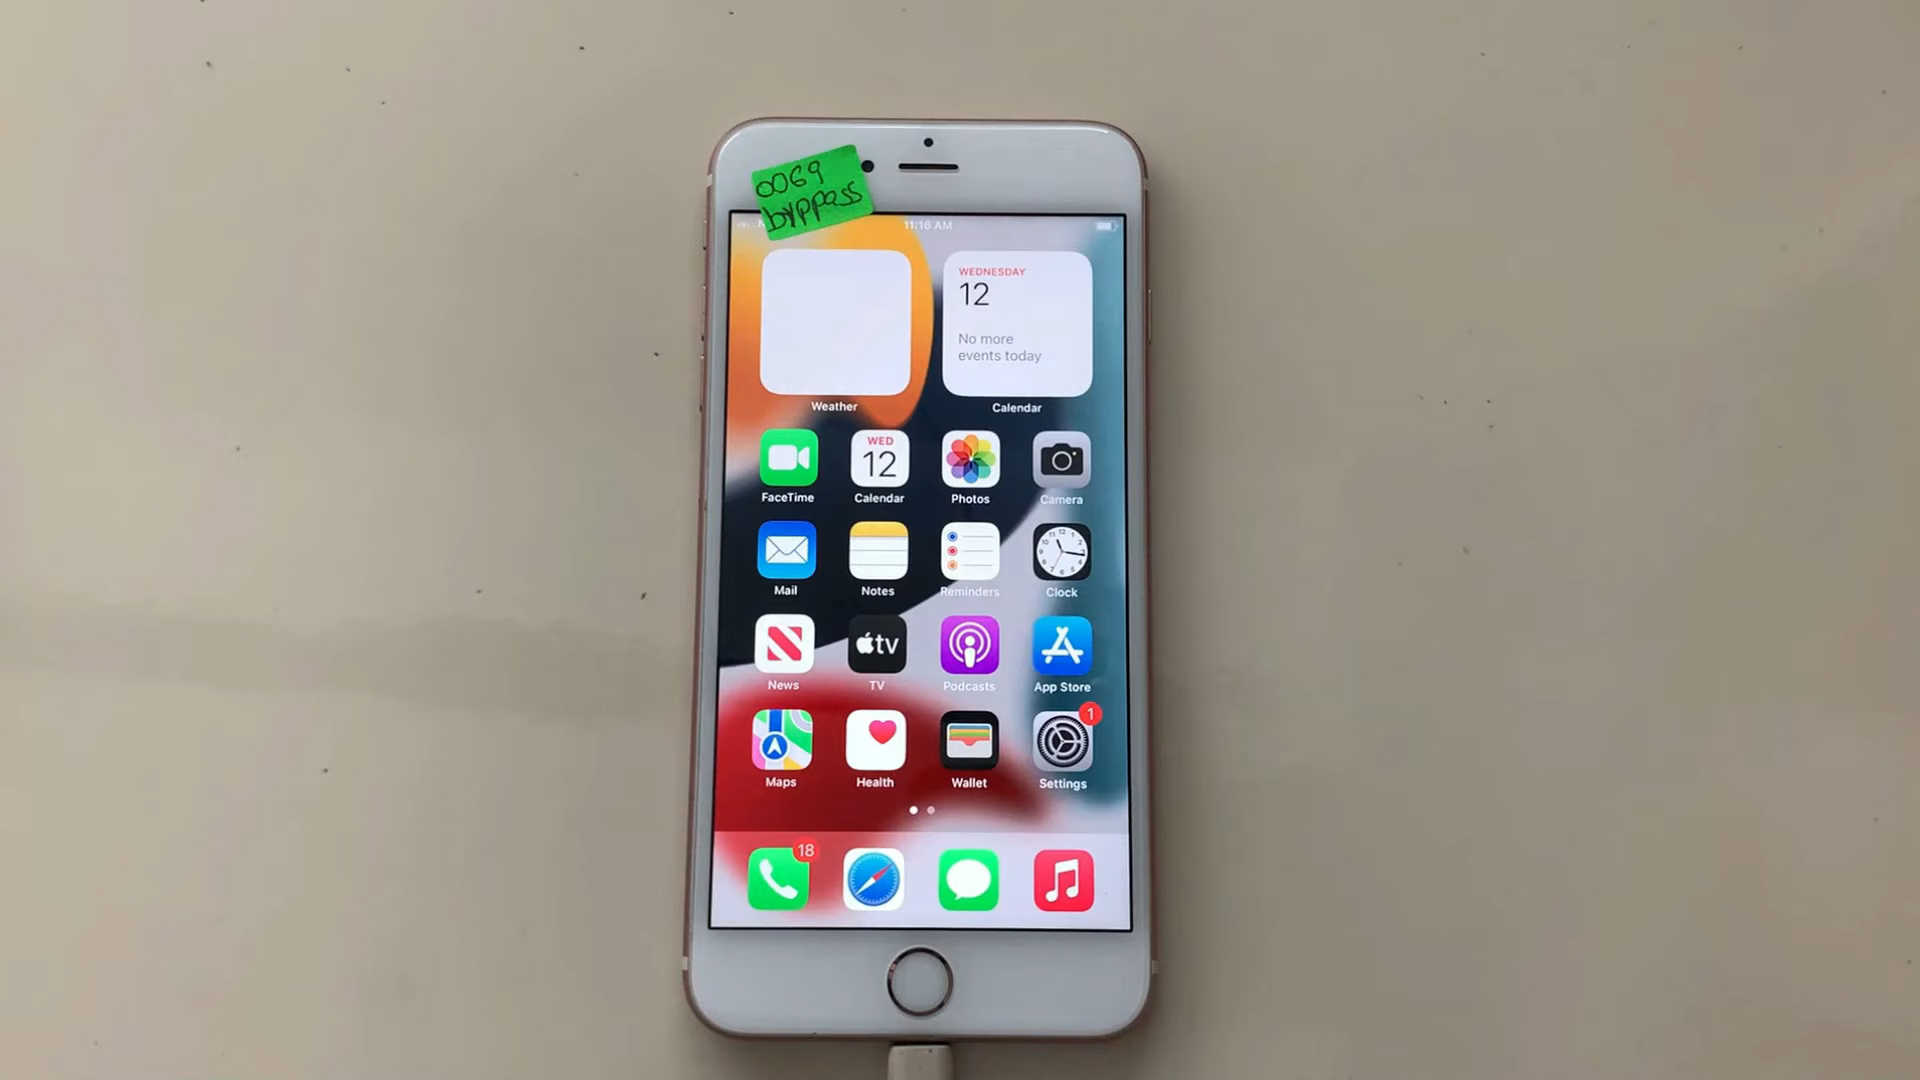 0069
byppass
11:16 AM
WEDNESDAY
12
No more
events today
Weather
Calendar
WED
12
FaceTime
Calendar
Photos
Camera
Mail
Notes
Reminders
Clock
tv
News
TV
Podcasts
App Store
1
Maps
Health
Wallet
Settings
18